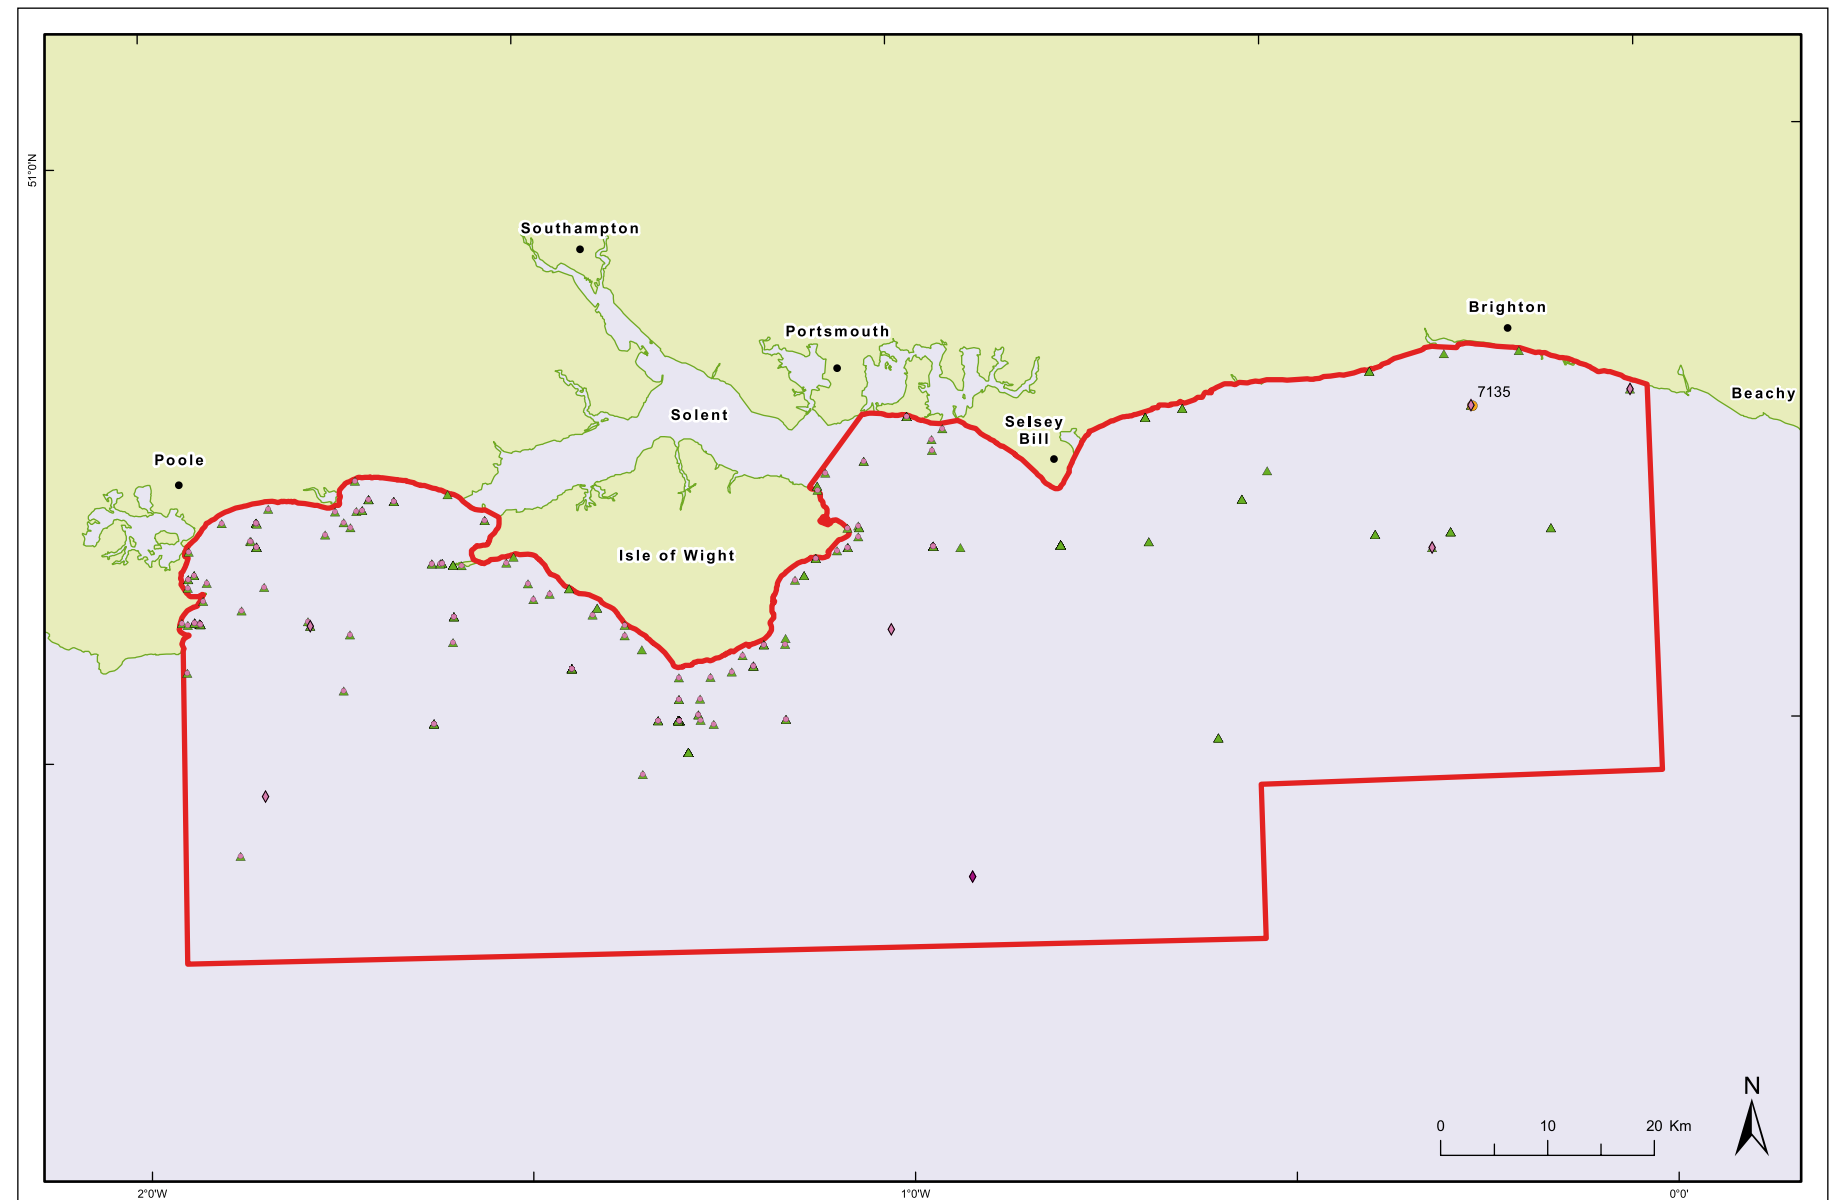 51°0'N
Southampton
Brighton
Portsmouth
7135
Beachy
Solent
Selsey
Bill
Poole
Isle of Wight
N
0 10 20 Km
2°0'W 1°0'W 0°0'